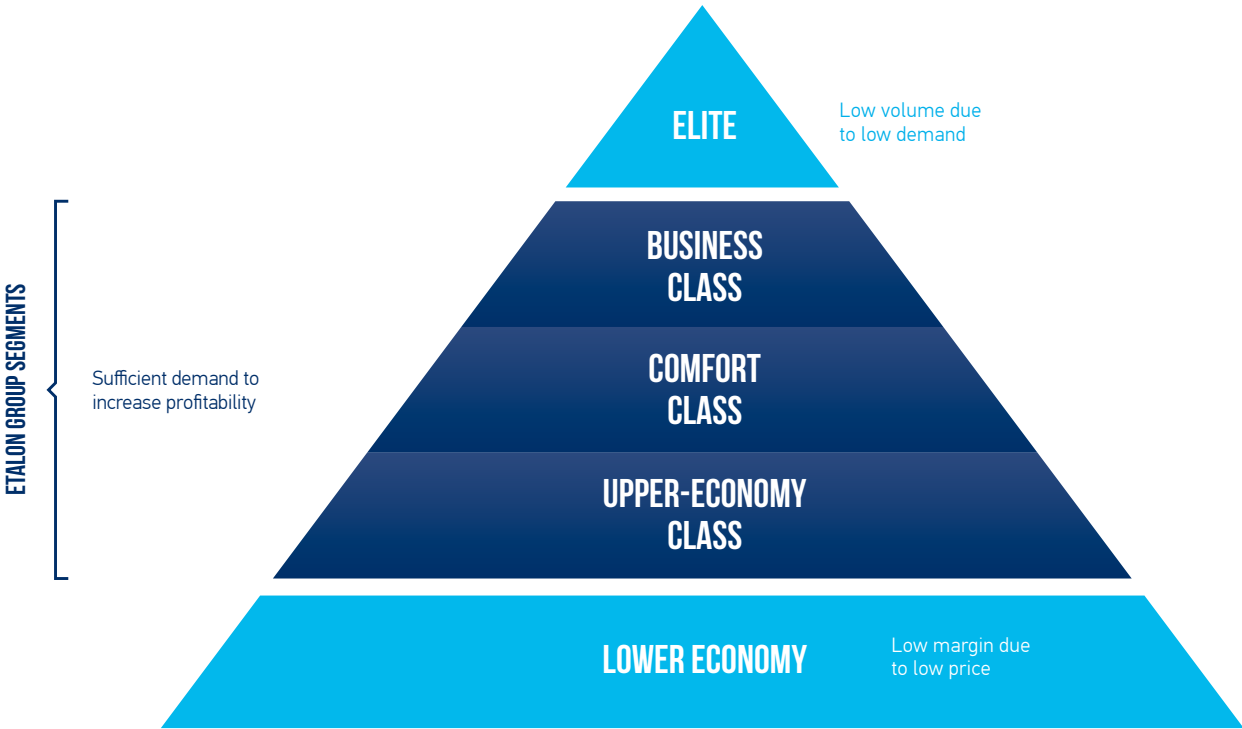 ELITE
Low volume due
to low demand
BUSINESS
CLASS
ETALON GROUP SEGMENTS
Sufficient demand to
increase profitability
COMFORT
CLASS
UPPER-ECONOMY
CLASS
LOWER ECONOMY
Low margin due
to low price